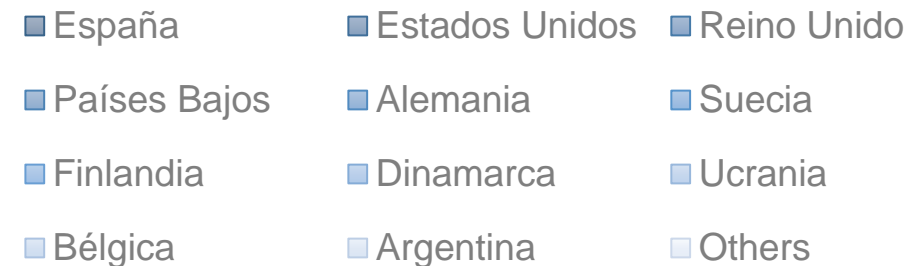 España Estados Unidos Reino Unido
Países Bajos Alemania Suecia
Finlandia Dinamarca Ucrania
Bélgica Argentina Others